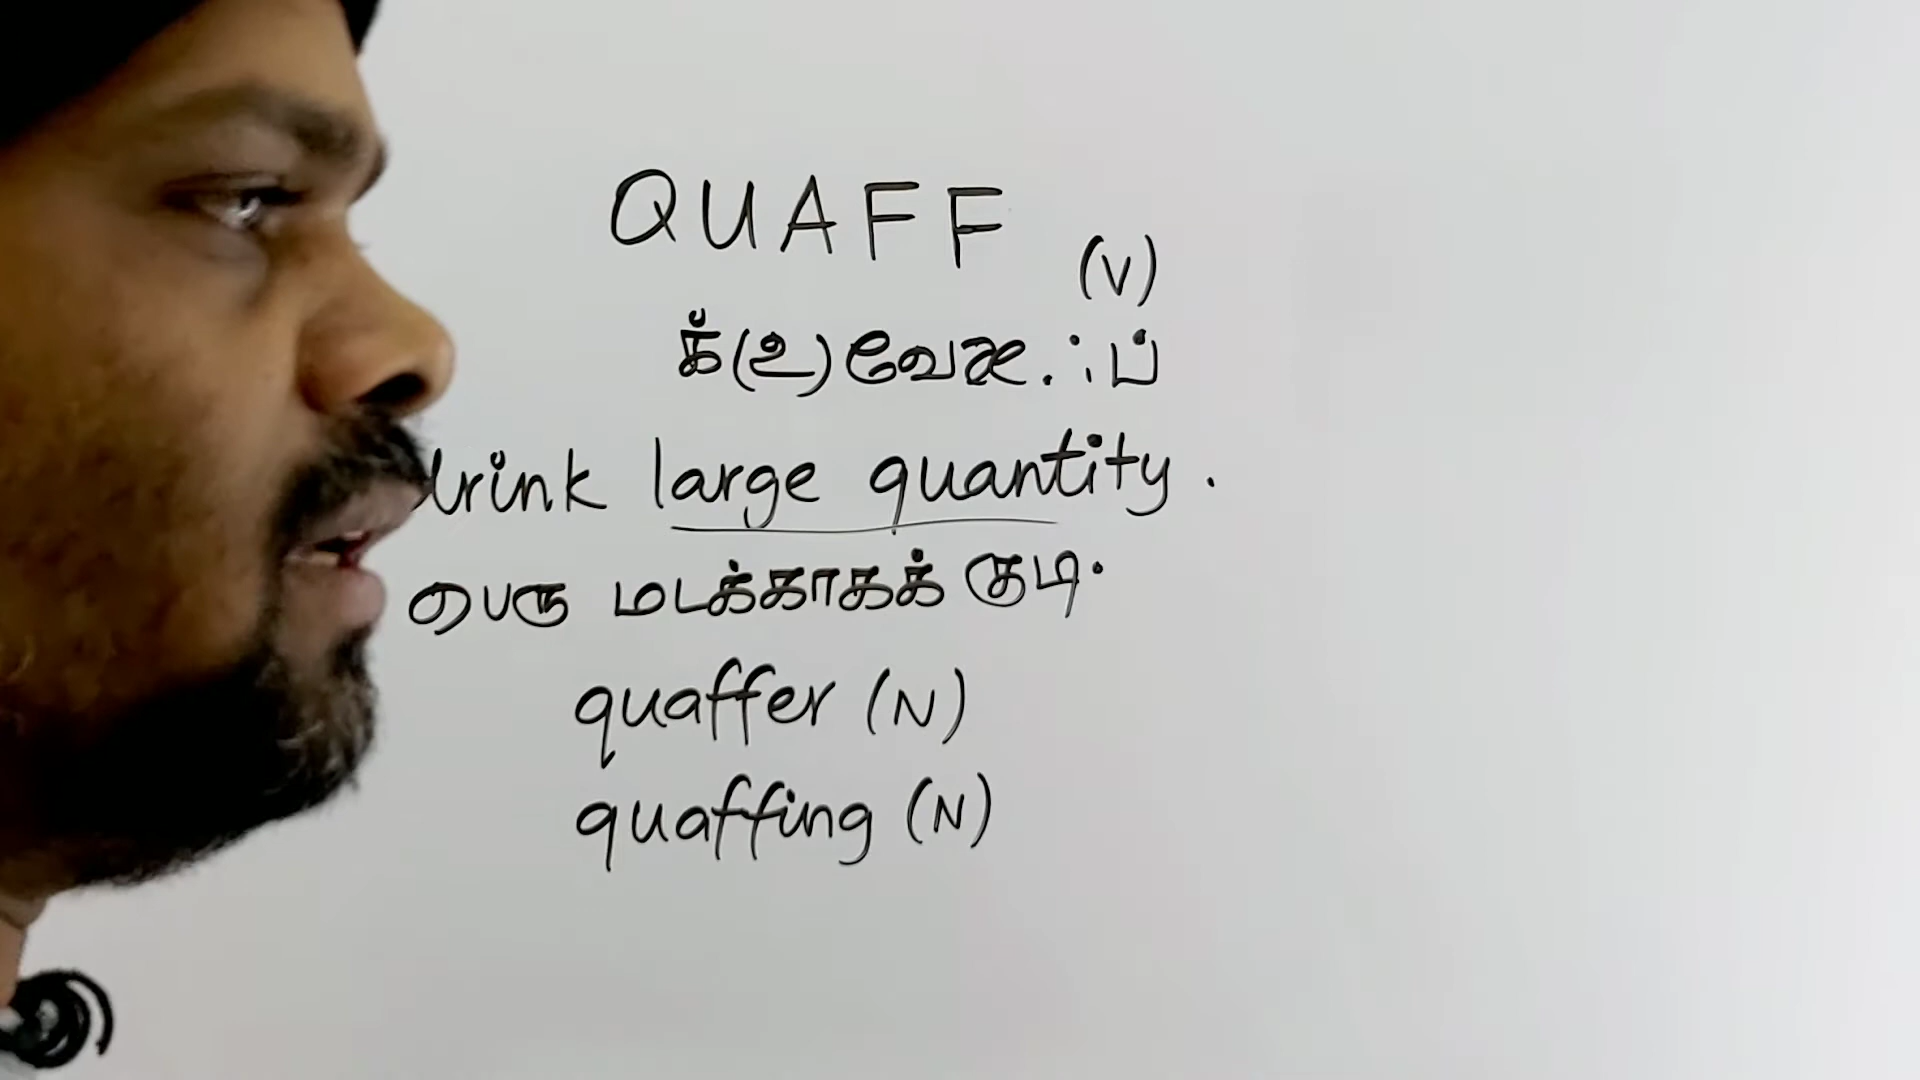 QUAFF (V)
க்(உ)வேæ.ஃப்
drink large quantity.
பெரு மடக்காகக் குடி.
quaffer (N)
quaffing (N)